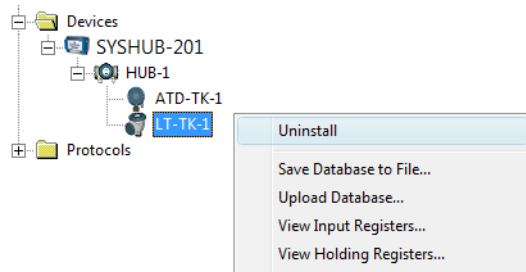 Devices
SYSHUB-201
HUB-1
ATD-TK-1
LT-TK-1
Protocols
Uninstall
Save Database to File...
Upload Database...
View Input Registers...
View Holding Registers...